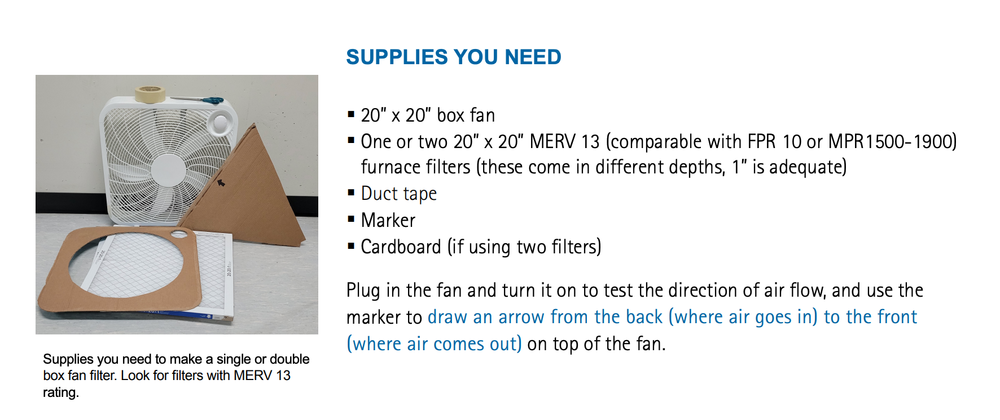 SUPPLIES YOU NEED
▪ 20” x 20” box fan
▪ One or two 20” x 20” MERV 13 (comparable with FPR 10 or MPR1500-1900)
furnace filters (these come in different depths, 1” is adequate)
▪ Duct tape
▪ Marker
▪ Cardboard (if using two filters)
Plug in the fan and turn it on to test the direction of air flow, and use the
marker to draw an arrow from the back (where air goes in) to the front
(where air comes out) on top of the fan.
Supplies you need to make a single or double
box fan filter. Look for filters with MERV 13
rating.